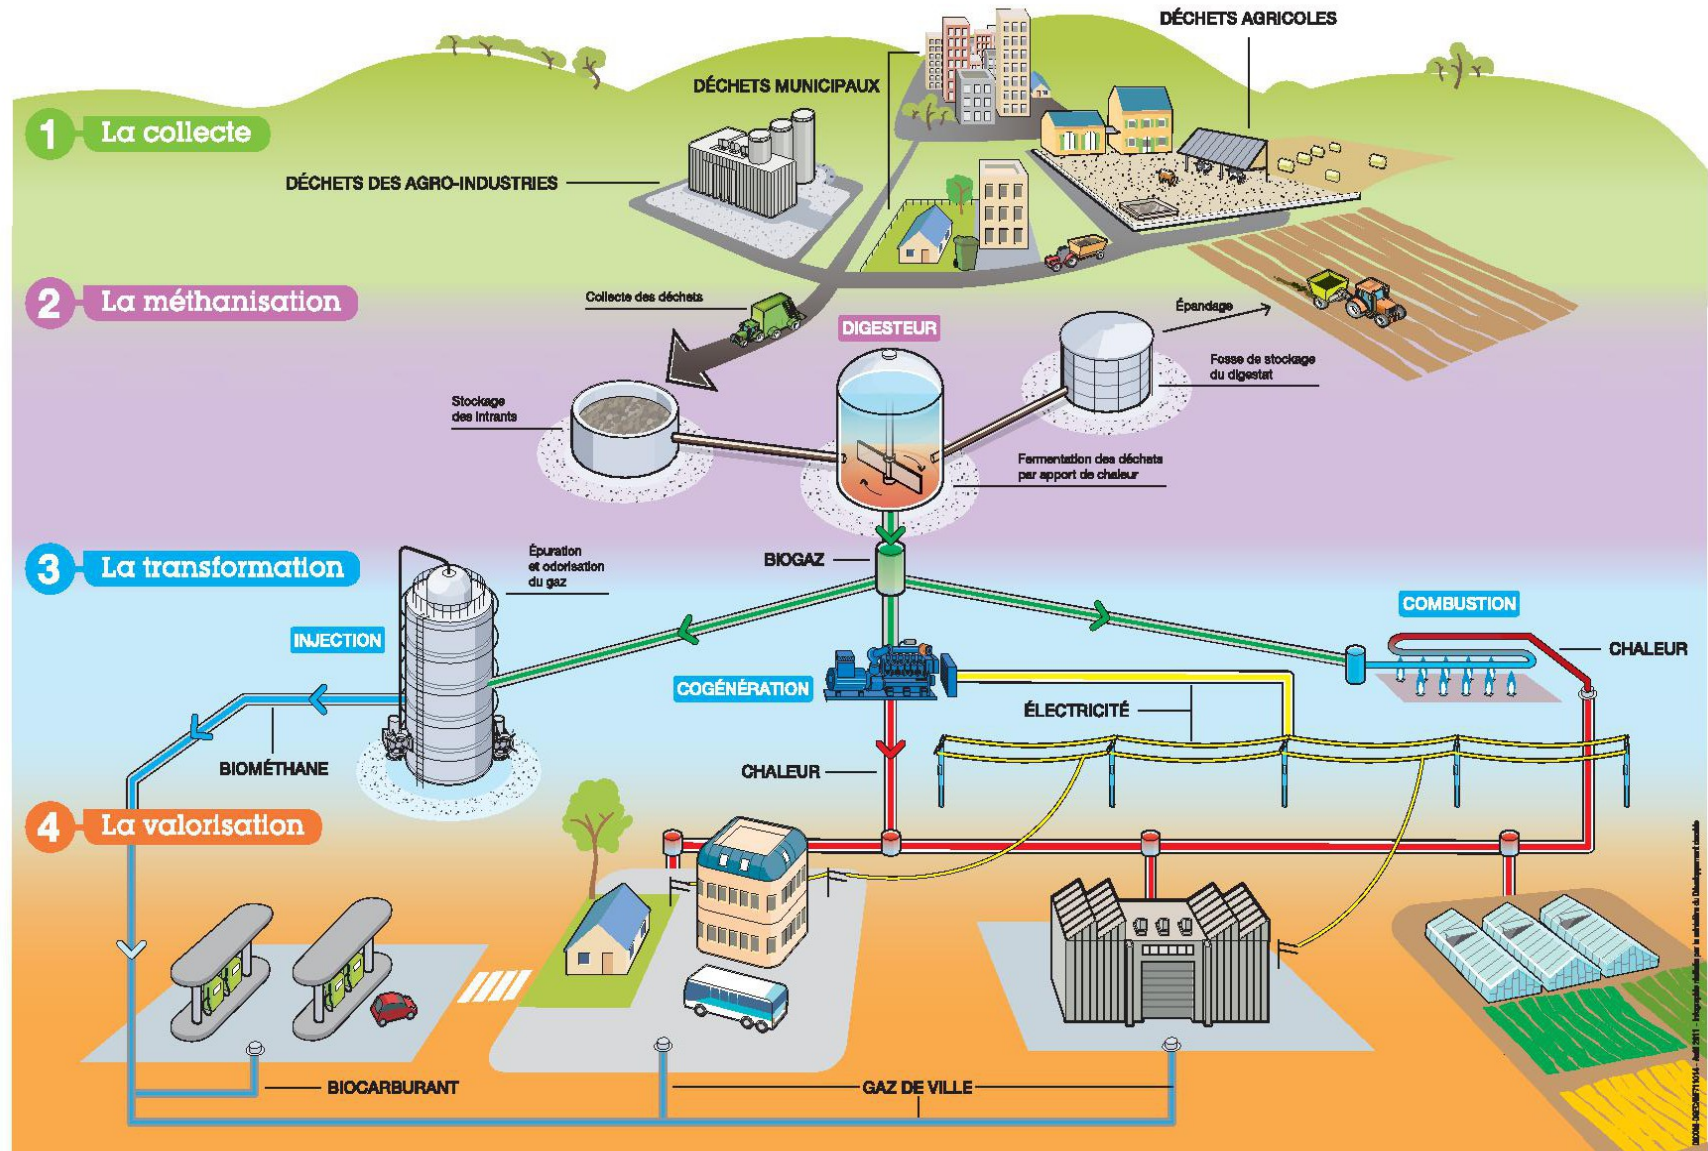 DÉCHETS AGRICOLES
DÉCHETS MUNICIPAUX
1 La collecte
DÉCHETS DES AGRO-INDUSTRIES
2 La méthanisation
Collecte des déchets
Épandage
DIGESTEUR
Fosse de stockage
du digestat
Stockage
des intrants
Fermentation des déchets
par apport de chaleur
3 La transformation
Épuration
et odorisation
du gaz
BIOGAZ
COMBUSTION
INJECTION
CHALEUR
COGÉNÉRATION
ÉLECTRICITÉ
BIOMÉTHANE
CHALEUR
4 La valorisation
BIOCARBURANT
GAZ DE VILLE